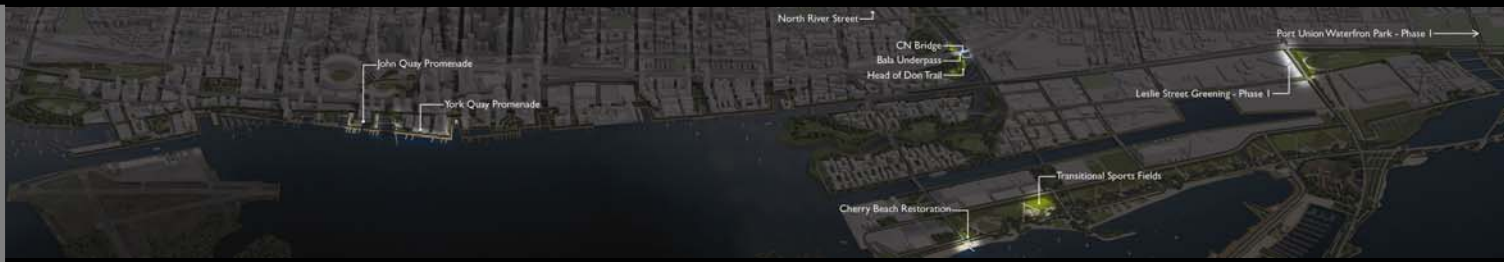 North River Street
Port Union Waterfron Park - Phase 1
CN Bridge
Bala Underpass
Head of Don Trail
John Quay Promenade
Leslie Street Greening - Phase 1
York Quay Promenade
Transitional Sports Fields
Cherry Beach Restoration